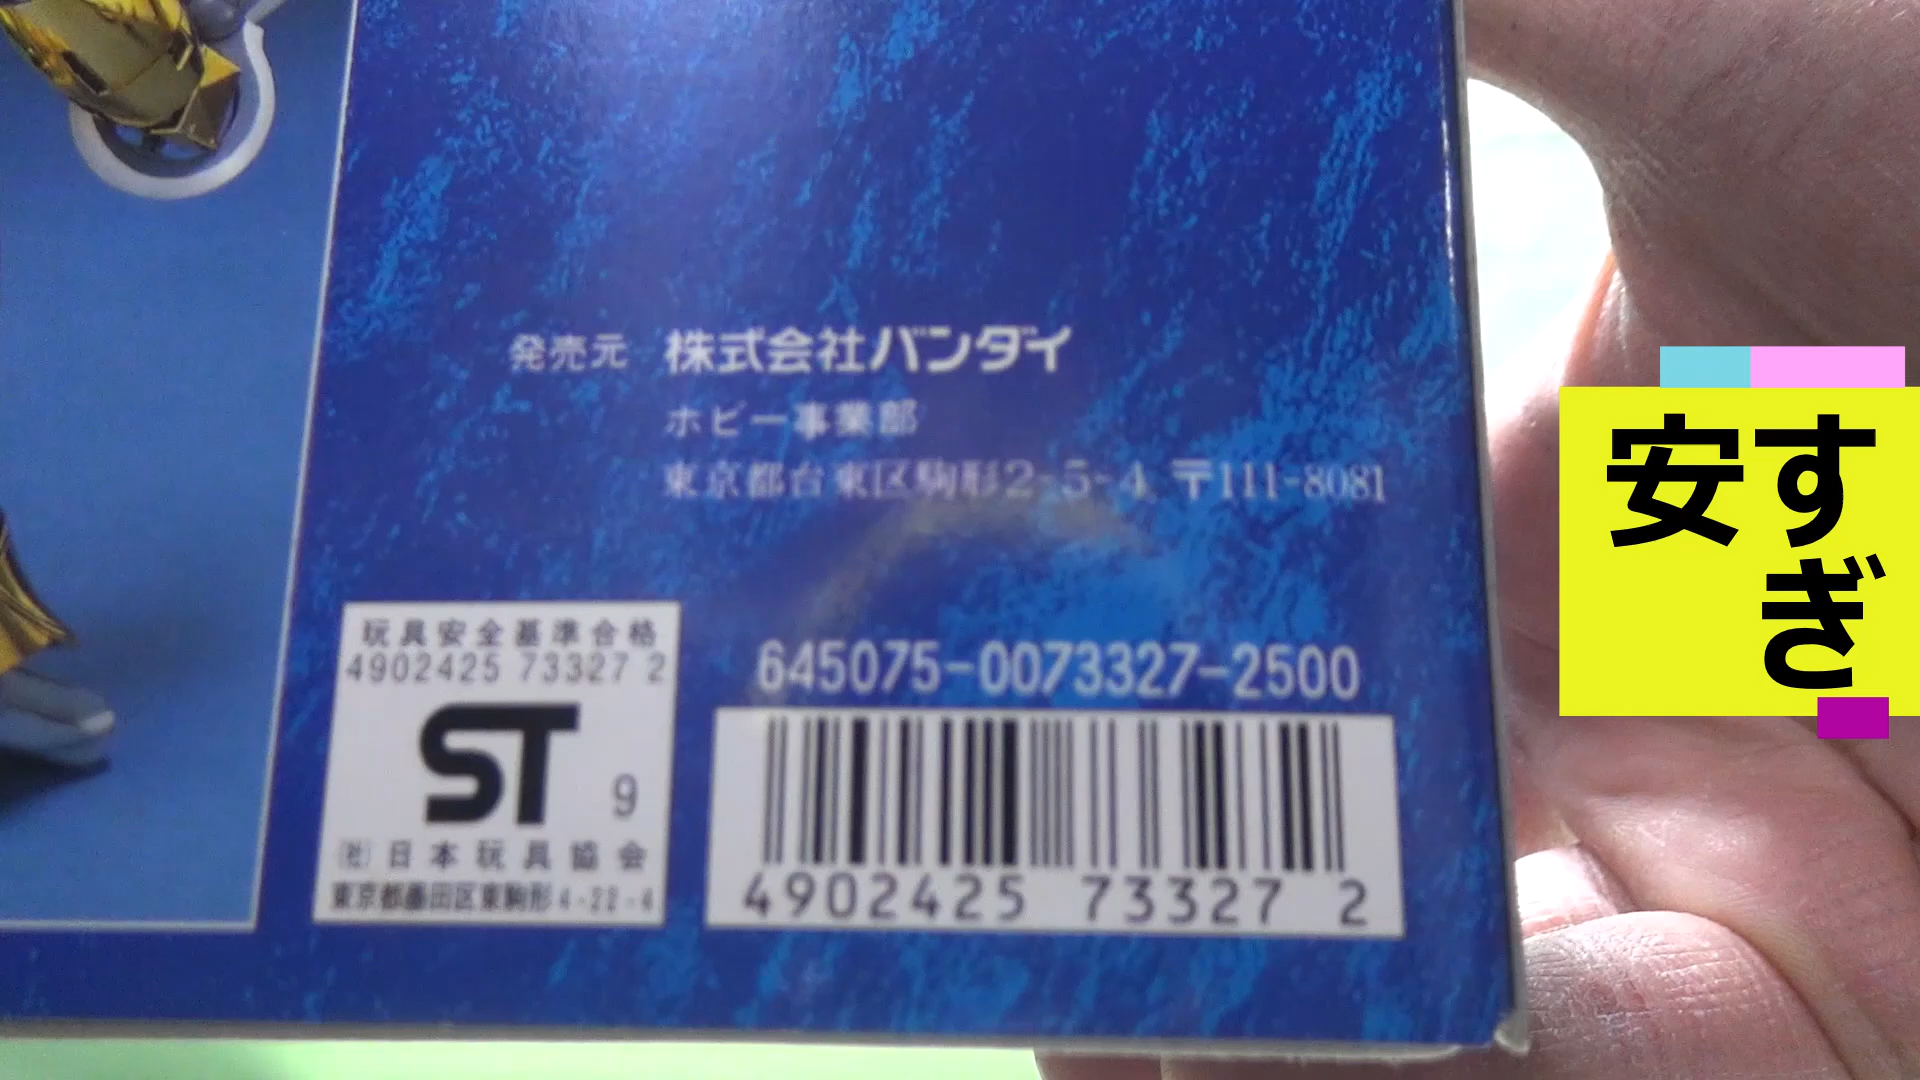 発売元 株式会社バンダイ
ホビー事業部
東京都台東区駒形2-5-4 〒111-8081
玩具安全基準合格
4902425 73327 2
ST 9
(社)日本玩具協会
東京都墨田区東駒形4-22-4
645075-0073327-2500
4902425 73327 2
安すぎ